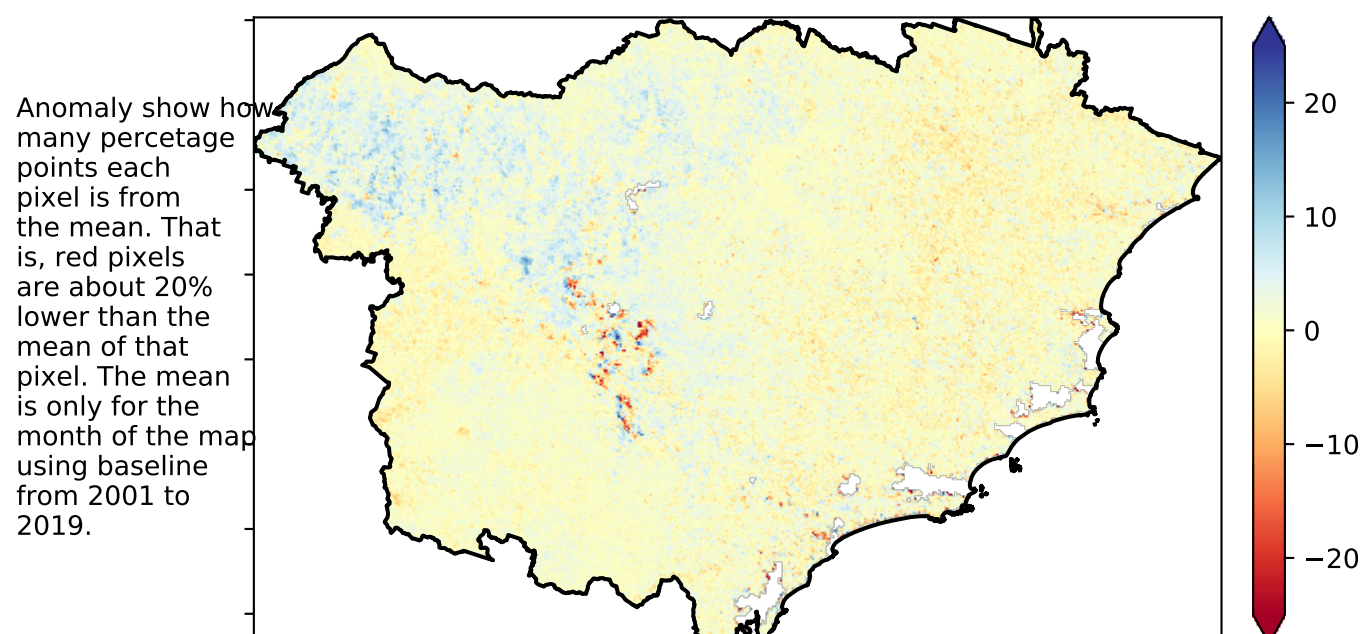 Anomaly show how
many percetage
points each
pixel is from
the mean. That
is, red pixels
are about 20%
lower than the
mean of that
pixel. The mean
is only for the
month of the map
using baseline
from 2001 to
2019.
20
10
0
−10
−20